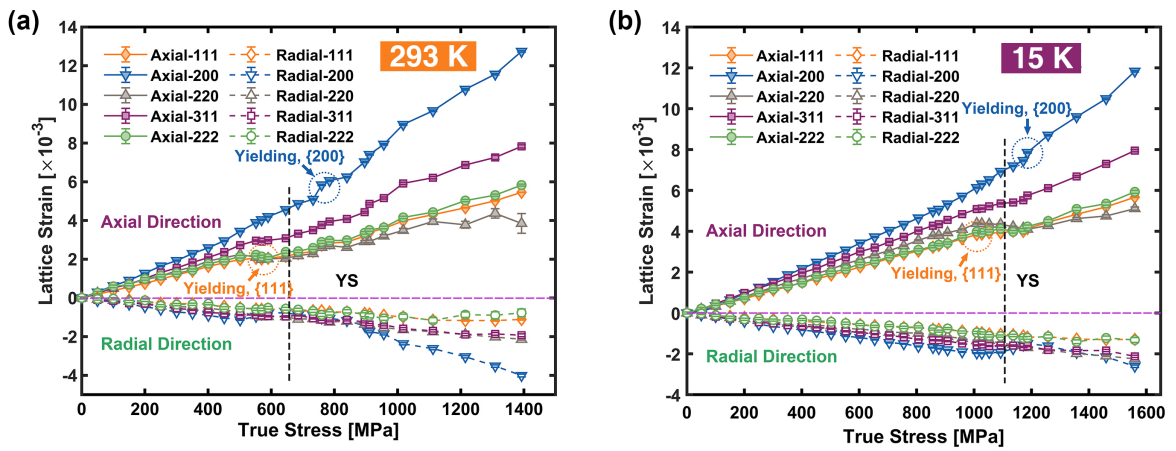 (a)
14
12
10
8
6
4
2
0
-2
-4
Lattice Strain [×10⁻³]
Axial-111
Axial-200
Axial-220
Axial-311
Axial-222
Radial-111
Radial-200
Radial-220
Radial-311
Radial-222
293 K
Yielding, {200}
Axial Direction
Yielding, {111}
YS
Radial Direction
0 200 400 600 800 1000 1200 1400
True Stress [MPa]
(b)
14
12
10
8
6
4
2
0
-2
-4
Lattice Strain [×10⁻³]
Axial-111
Axial-200
Axial-220
Axial-311
Axial-222
Radial-111
Radial-200
Radial-220
Radial-311
Radial-222
15 K
Yielding, {200}
Axial Direction
Yielding, {111}
YS
Radial Direction
0 200 400 600 800 1000 1200 1400 1600
True Stress [MPa]